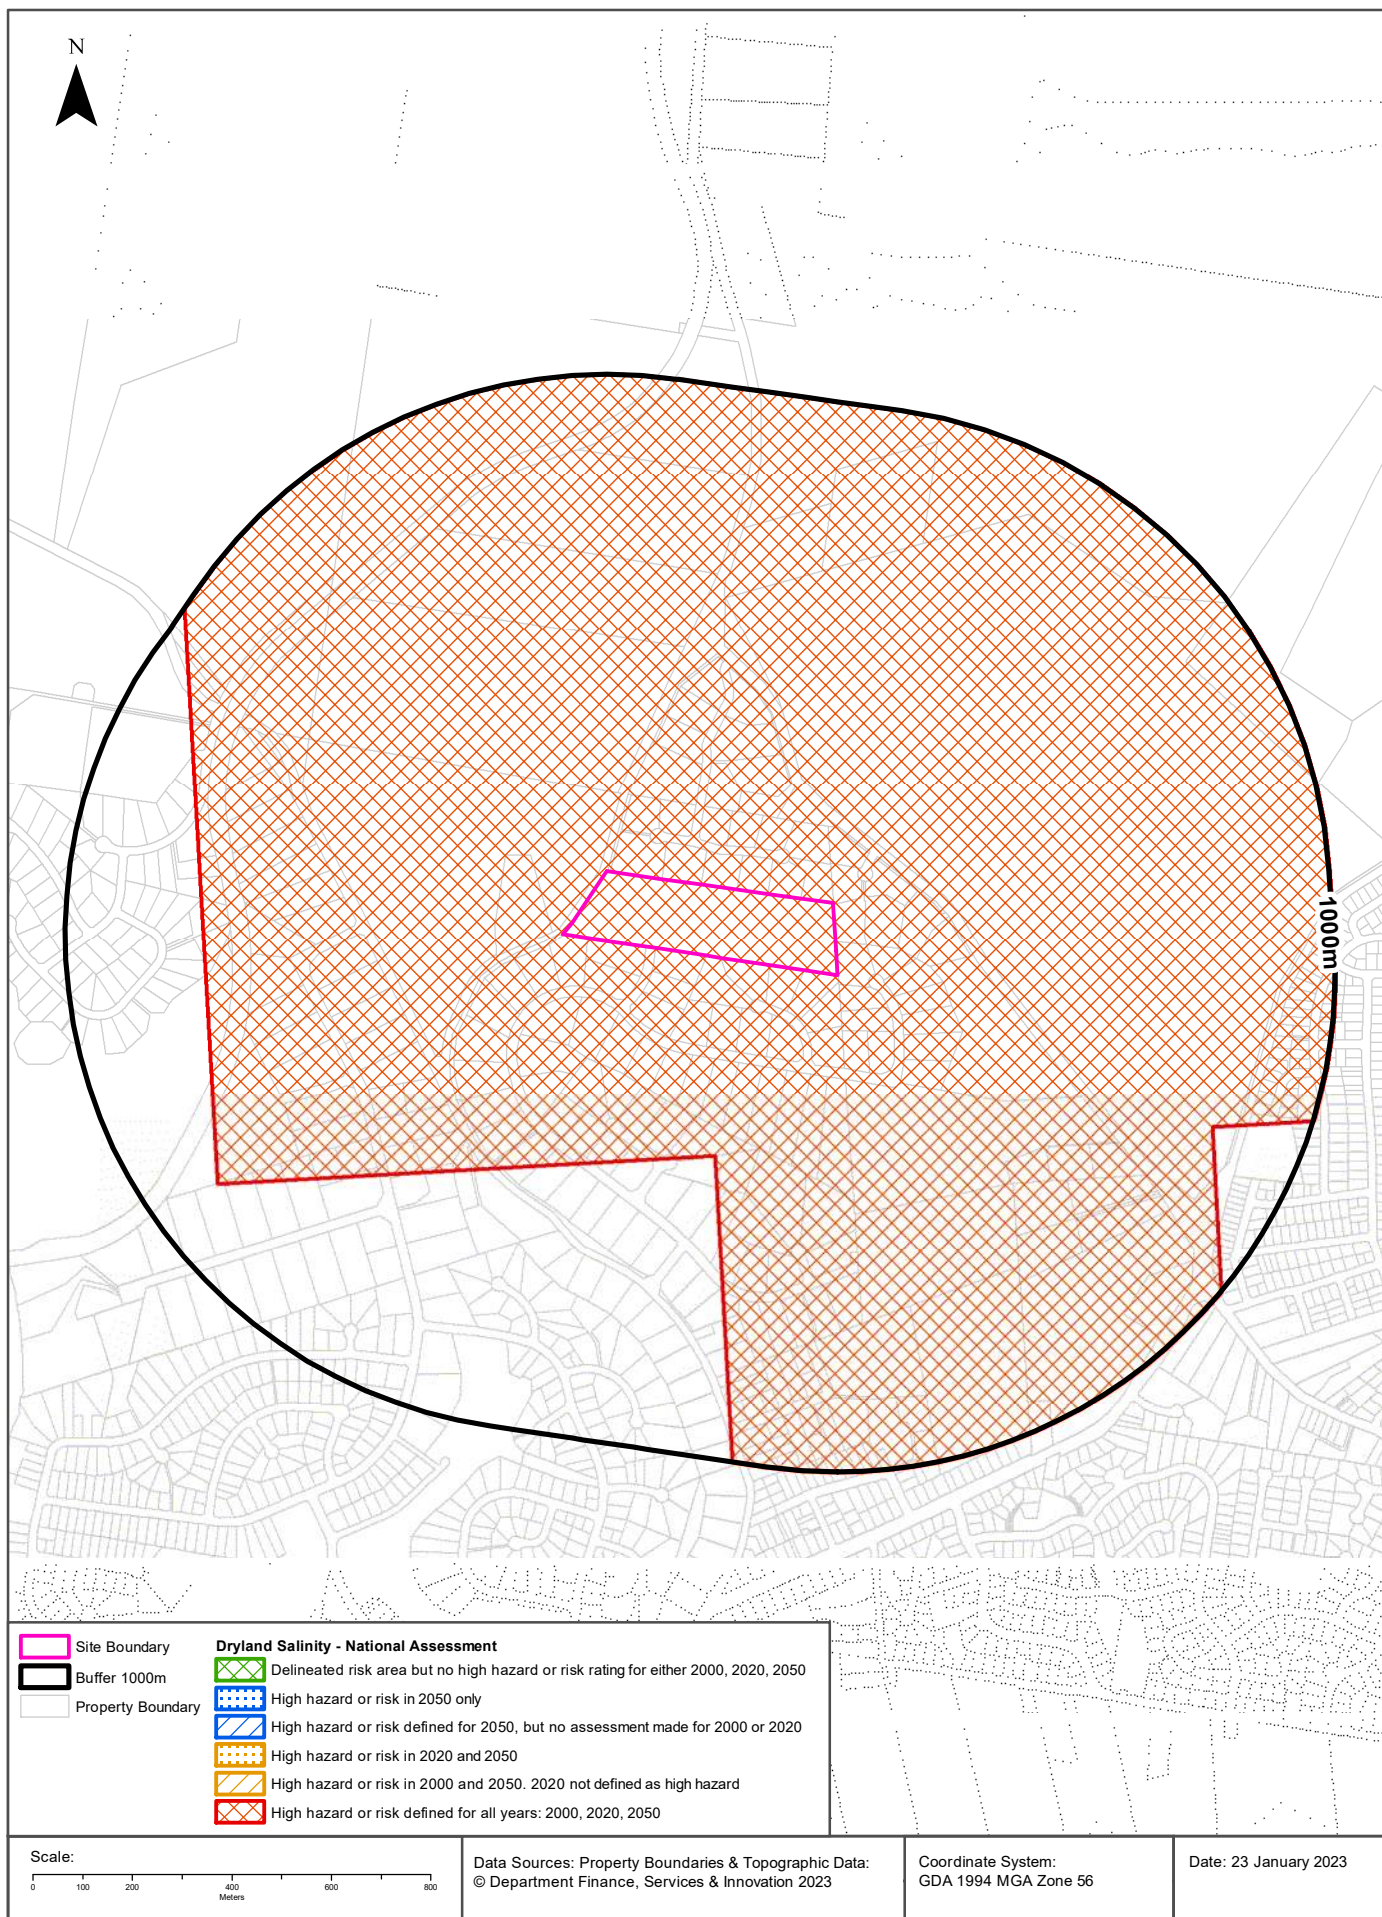 N
1000m
Site Boundary
Buffer 1000m
Property Boundary
Dryland Salinity - National Assessment
Delineated risk area but no high hazard or risk rating for either 2000, 2020, 2050
High hazard or risk in 2050 only
High hazard or risk defined for 2050, but no assessment made for 2000 or 2020
High hazard or risk in 2020 and 2050
High hazard or risk in 2000 and 2050. 2020 not defined as high hazard
High hazard or risk defined for all years: 2000, 2020, 2050
Scale:
0 100 200 400 600 800
Meters
Data Sources: Property Boundaries & Topographic Data:
© Department Finance, Services & Innovation 2023
Coordinate System:
GDA 1994 MGA Zone 56
Date: 23 January 2023